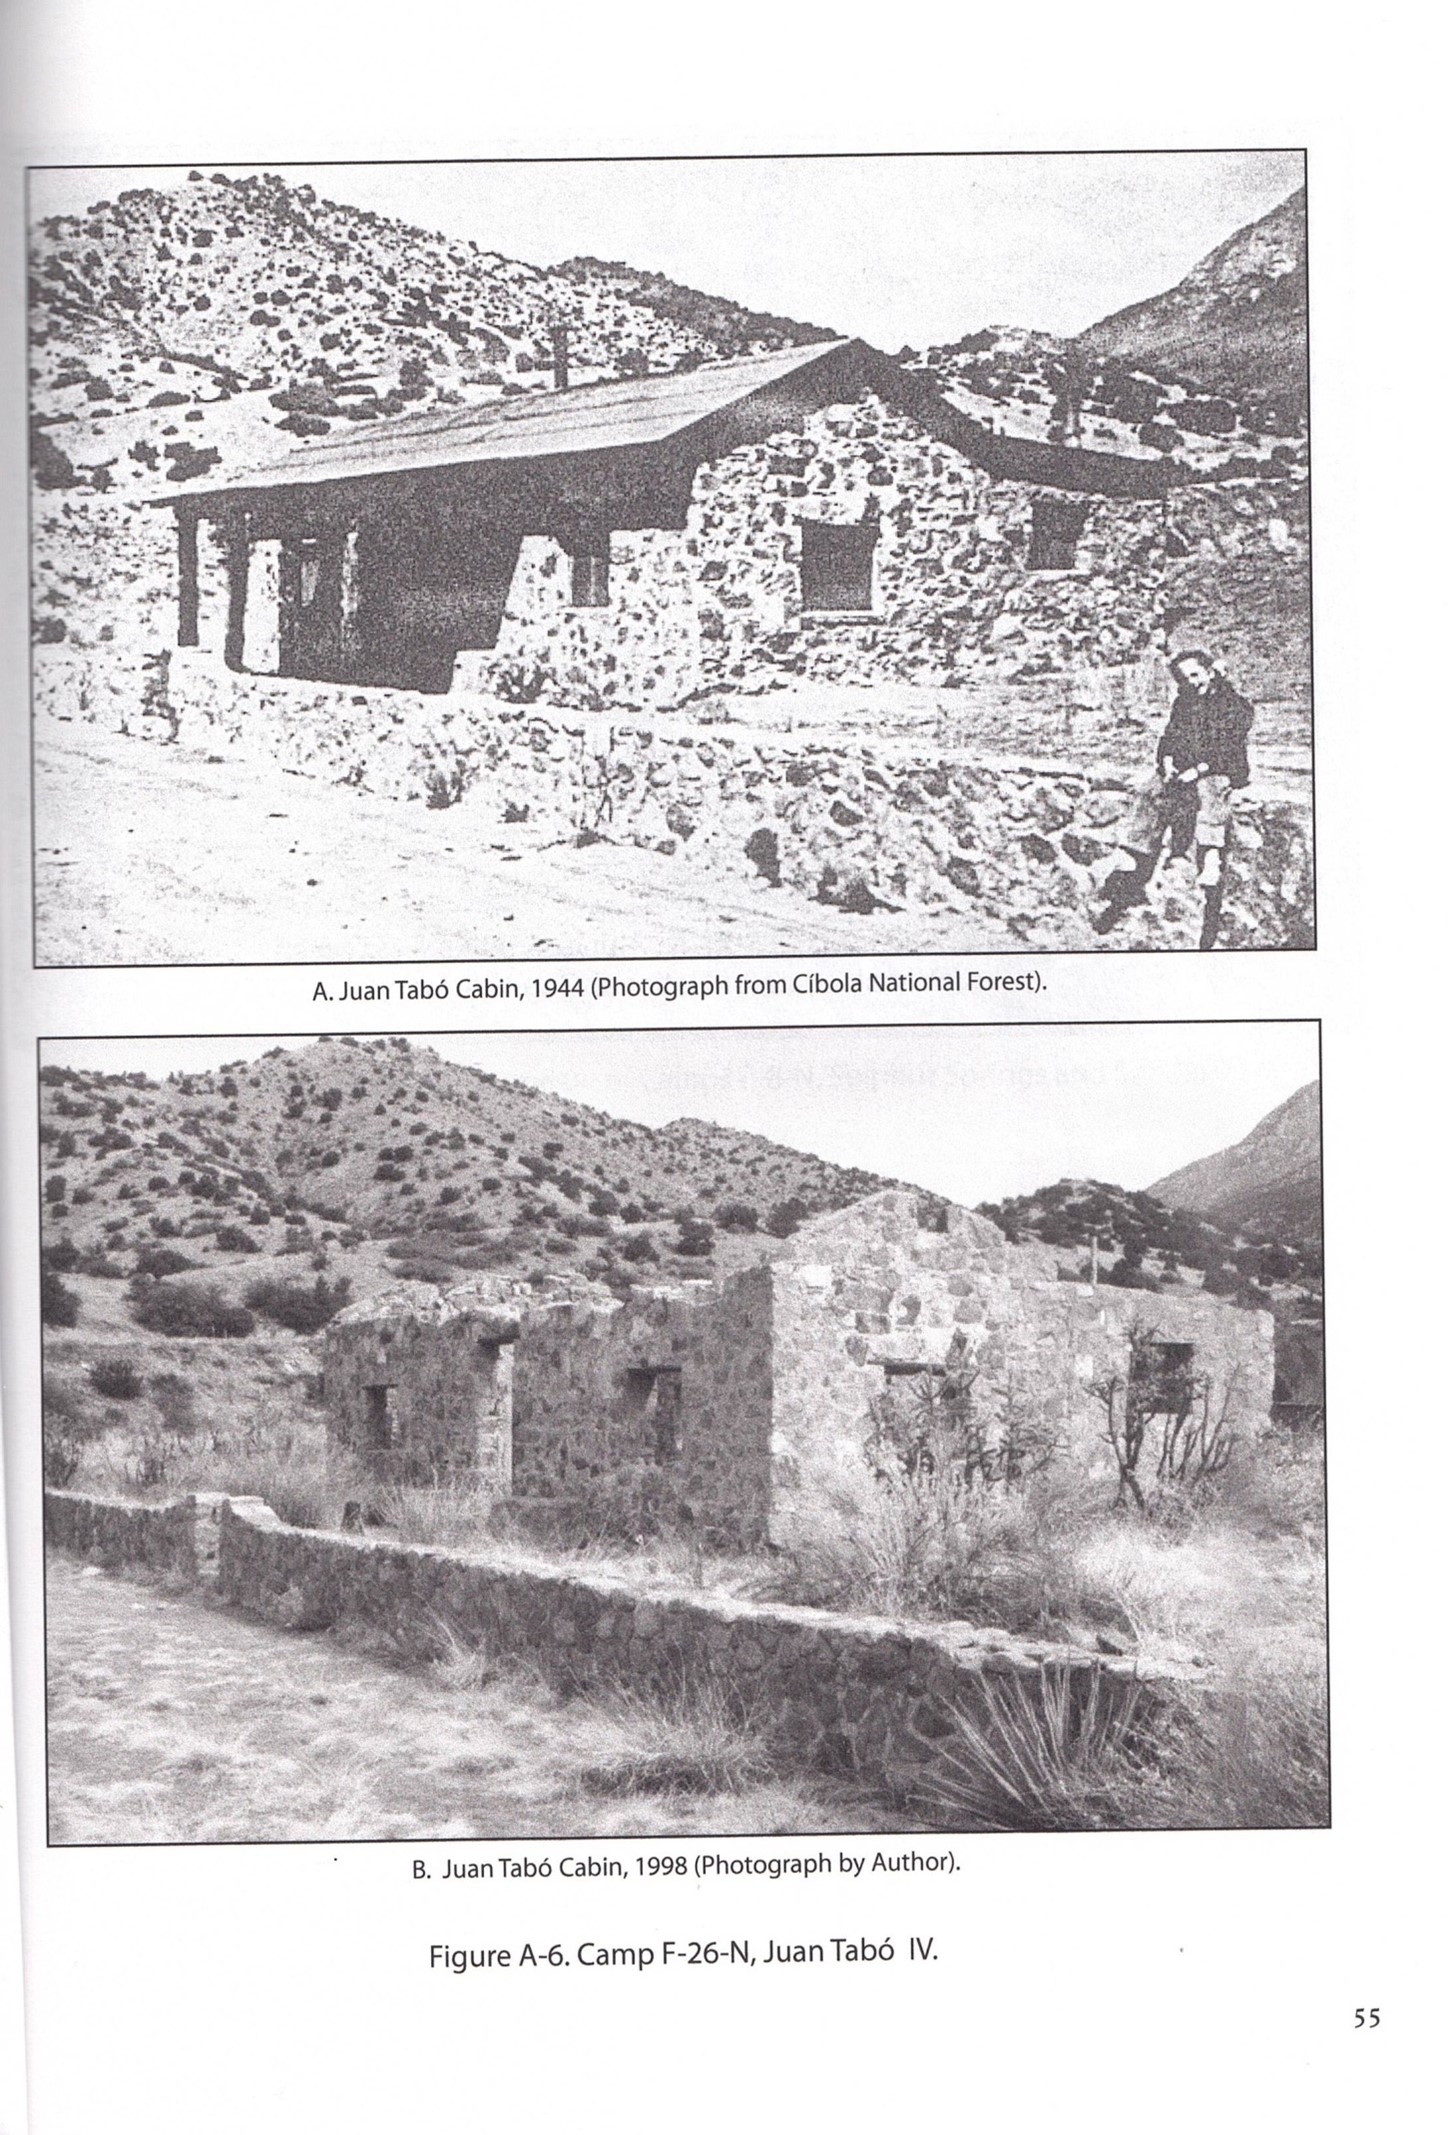 A. Juan Tabó Cabin, 1944 (Photograph from Cíbola National Forest).
B. Juan Tabó Cabin, 1998 (Photograph by Author).
Figure A-6. Camp F-26-N, Juan Tabó IV.
55